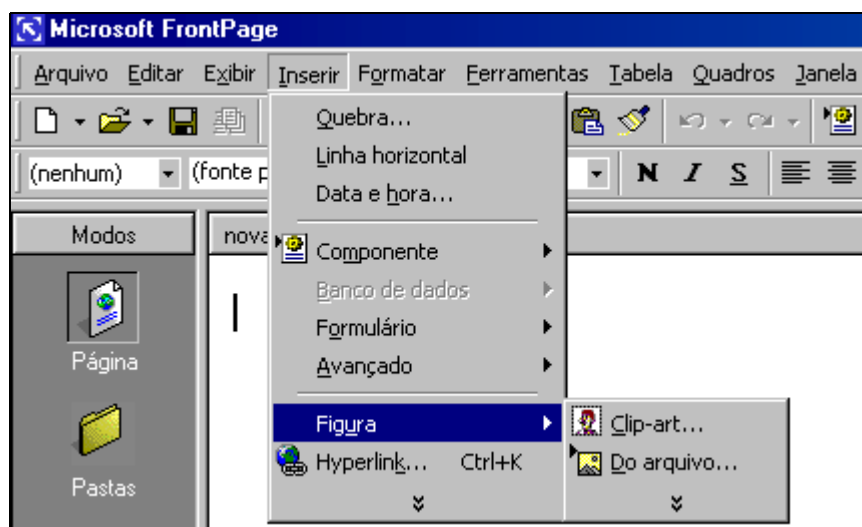 Microsoft FrontPage
Arquivo Editar Exibir Inserir Formatar Ferramentas Tabela Quadros Janela
(nenhum) (fonte p N I S
Modos nova
Página
Pastas
Quebra...
Linha horizontal
Data e hora...
Componente
Banco de dados
Formulário
Avançado
Figura
Hyperlink... Ctrl+K
Clip-art...
Do arquivo...